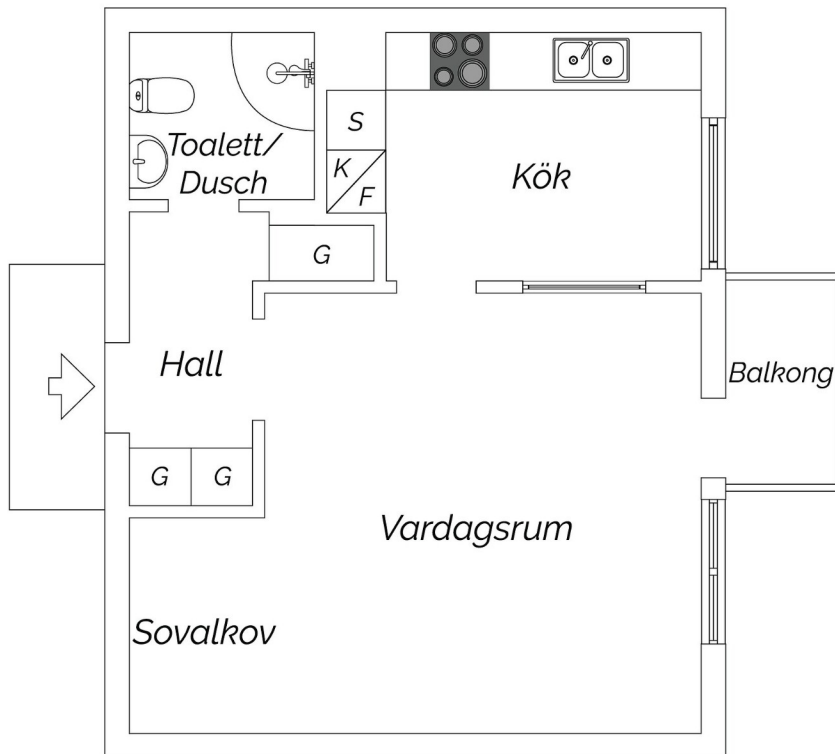 Toalett/
Dusch
S
K
F
Kök
G
Hall
Balkong
G
G
Vardagsrum
Sovalkov